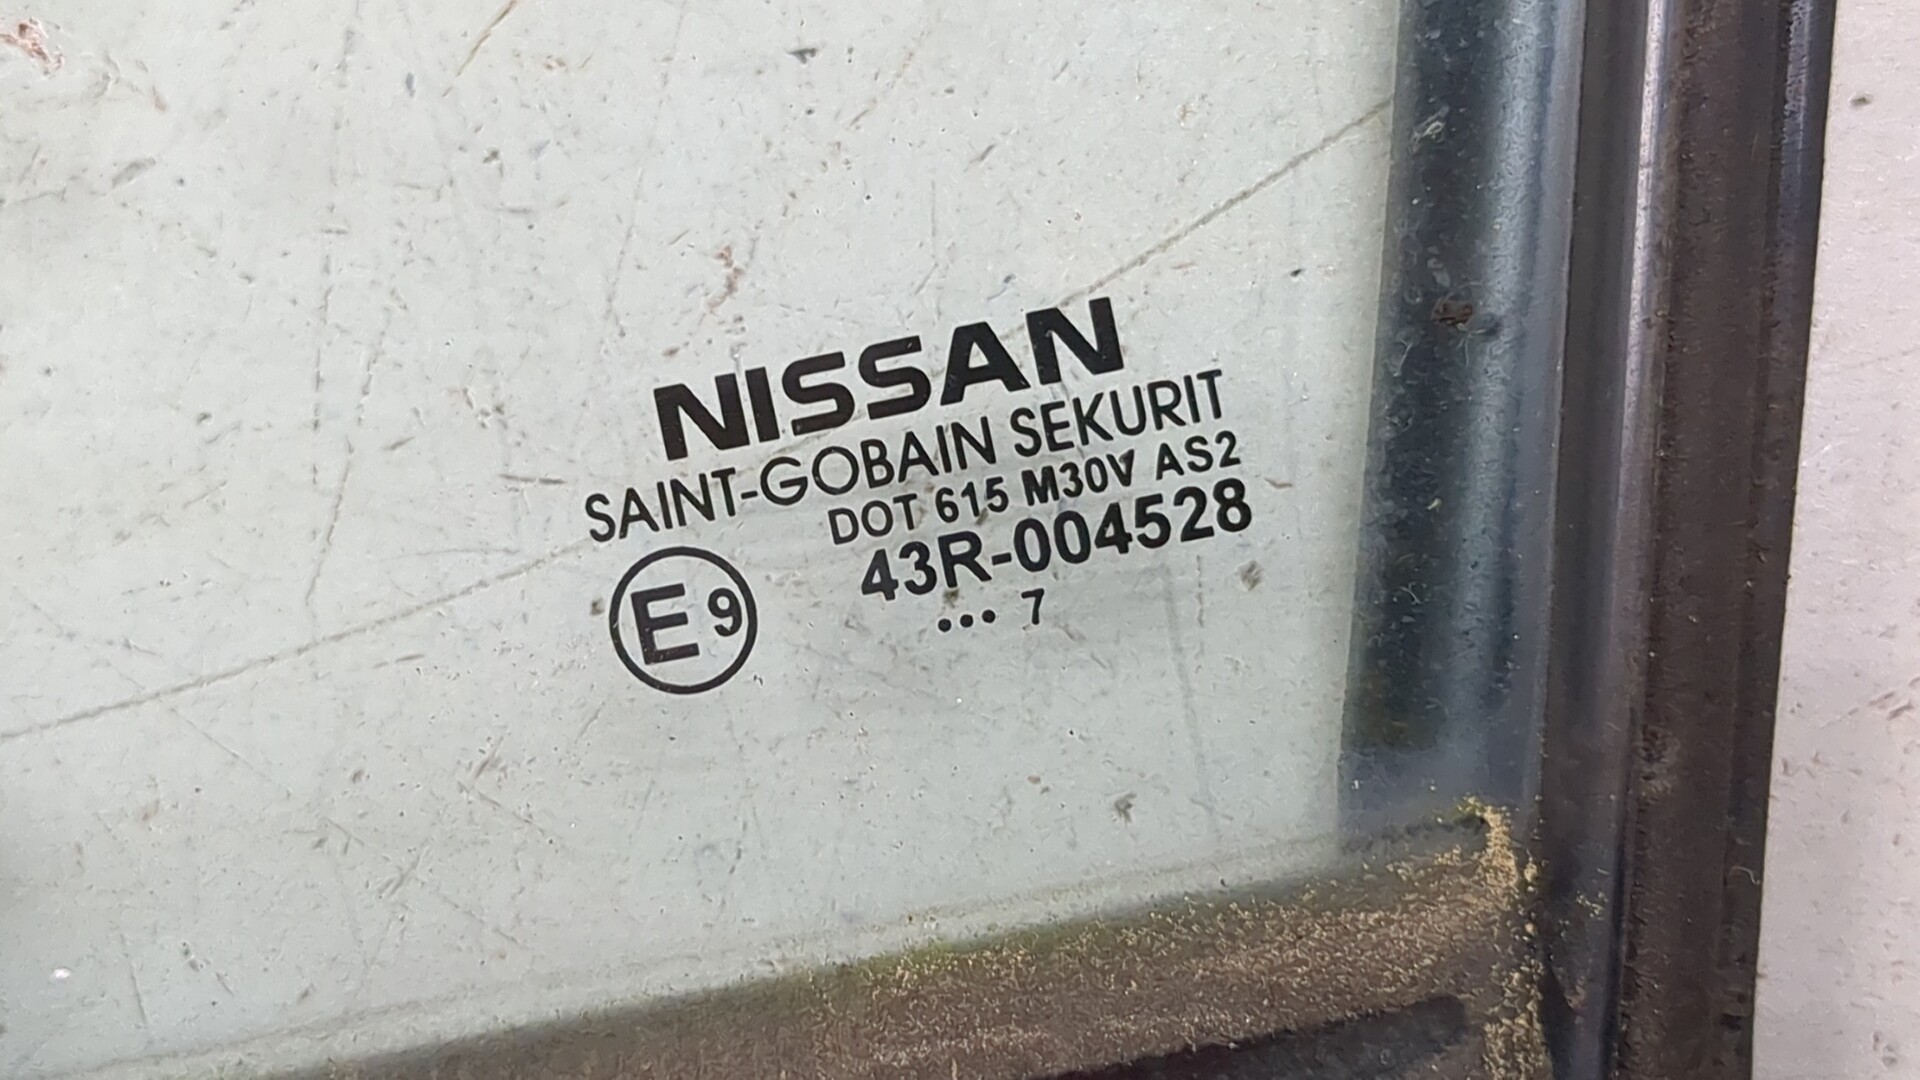 NISSAN
SAINT-GOBAIN SEKURIT
DOT 615 M30V AS2
43R-004528
E9
••• 7